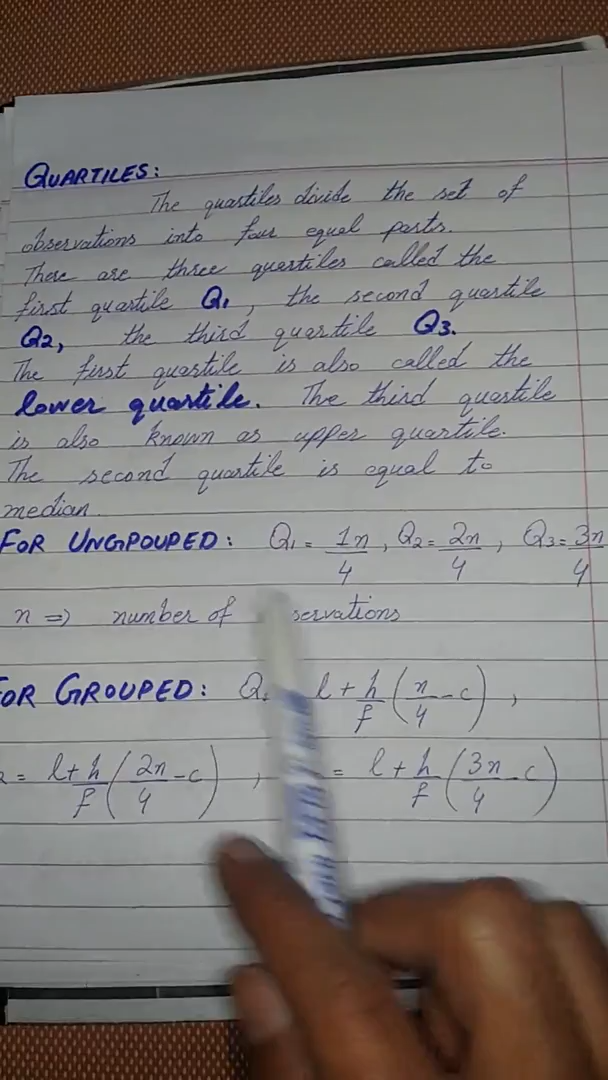 QUARTILES:
The quartiles divide the set of
observations into four equal parts.
There are three quartiles called the
first quartile Q1, the second quartile
Q2, the third quartile Q3.
The first quartile is also called the
lower quartile. The third quartile
is also known as upper quartile.
The second quartile is equal to
median.
FOR UNGPOUPED: Q1 = 1n/4, Q2 = 2n/4, Q3 = 3n/4
n => number of servations
OR GROUPED: Q l + h/f (n/4 - c),
= l + h/f (2n/4 - c), = l + h/f (3n/4 - c)